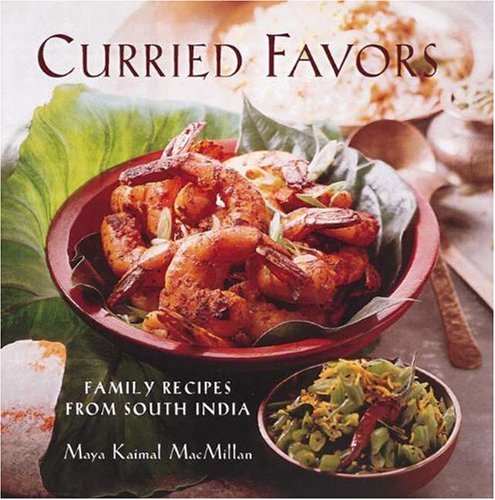 CURRIED FAVORS
FAMILY RECIPES
FROM SOUTH INDIA
Maya Kaimal MacMillan